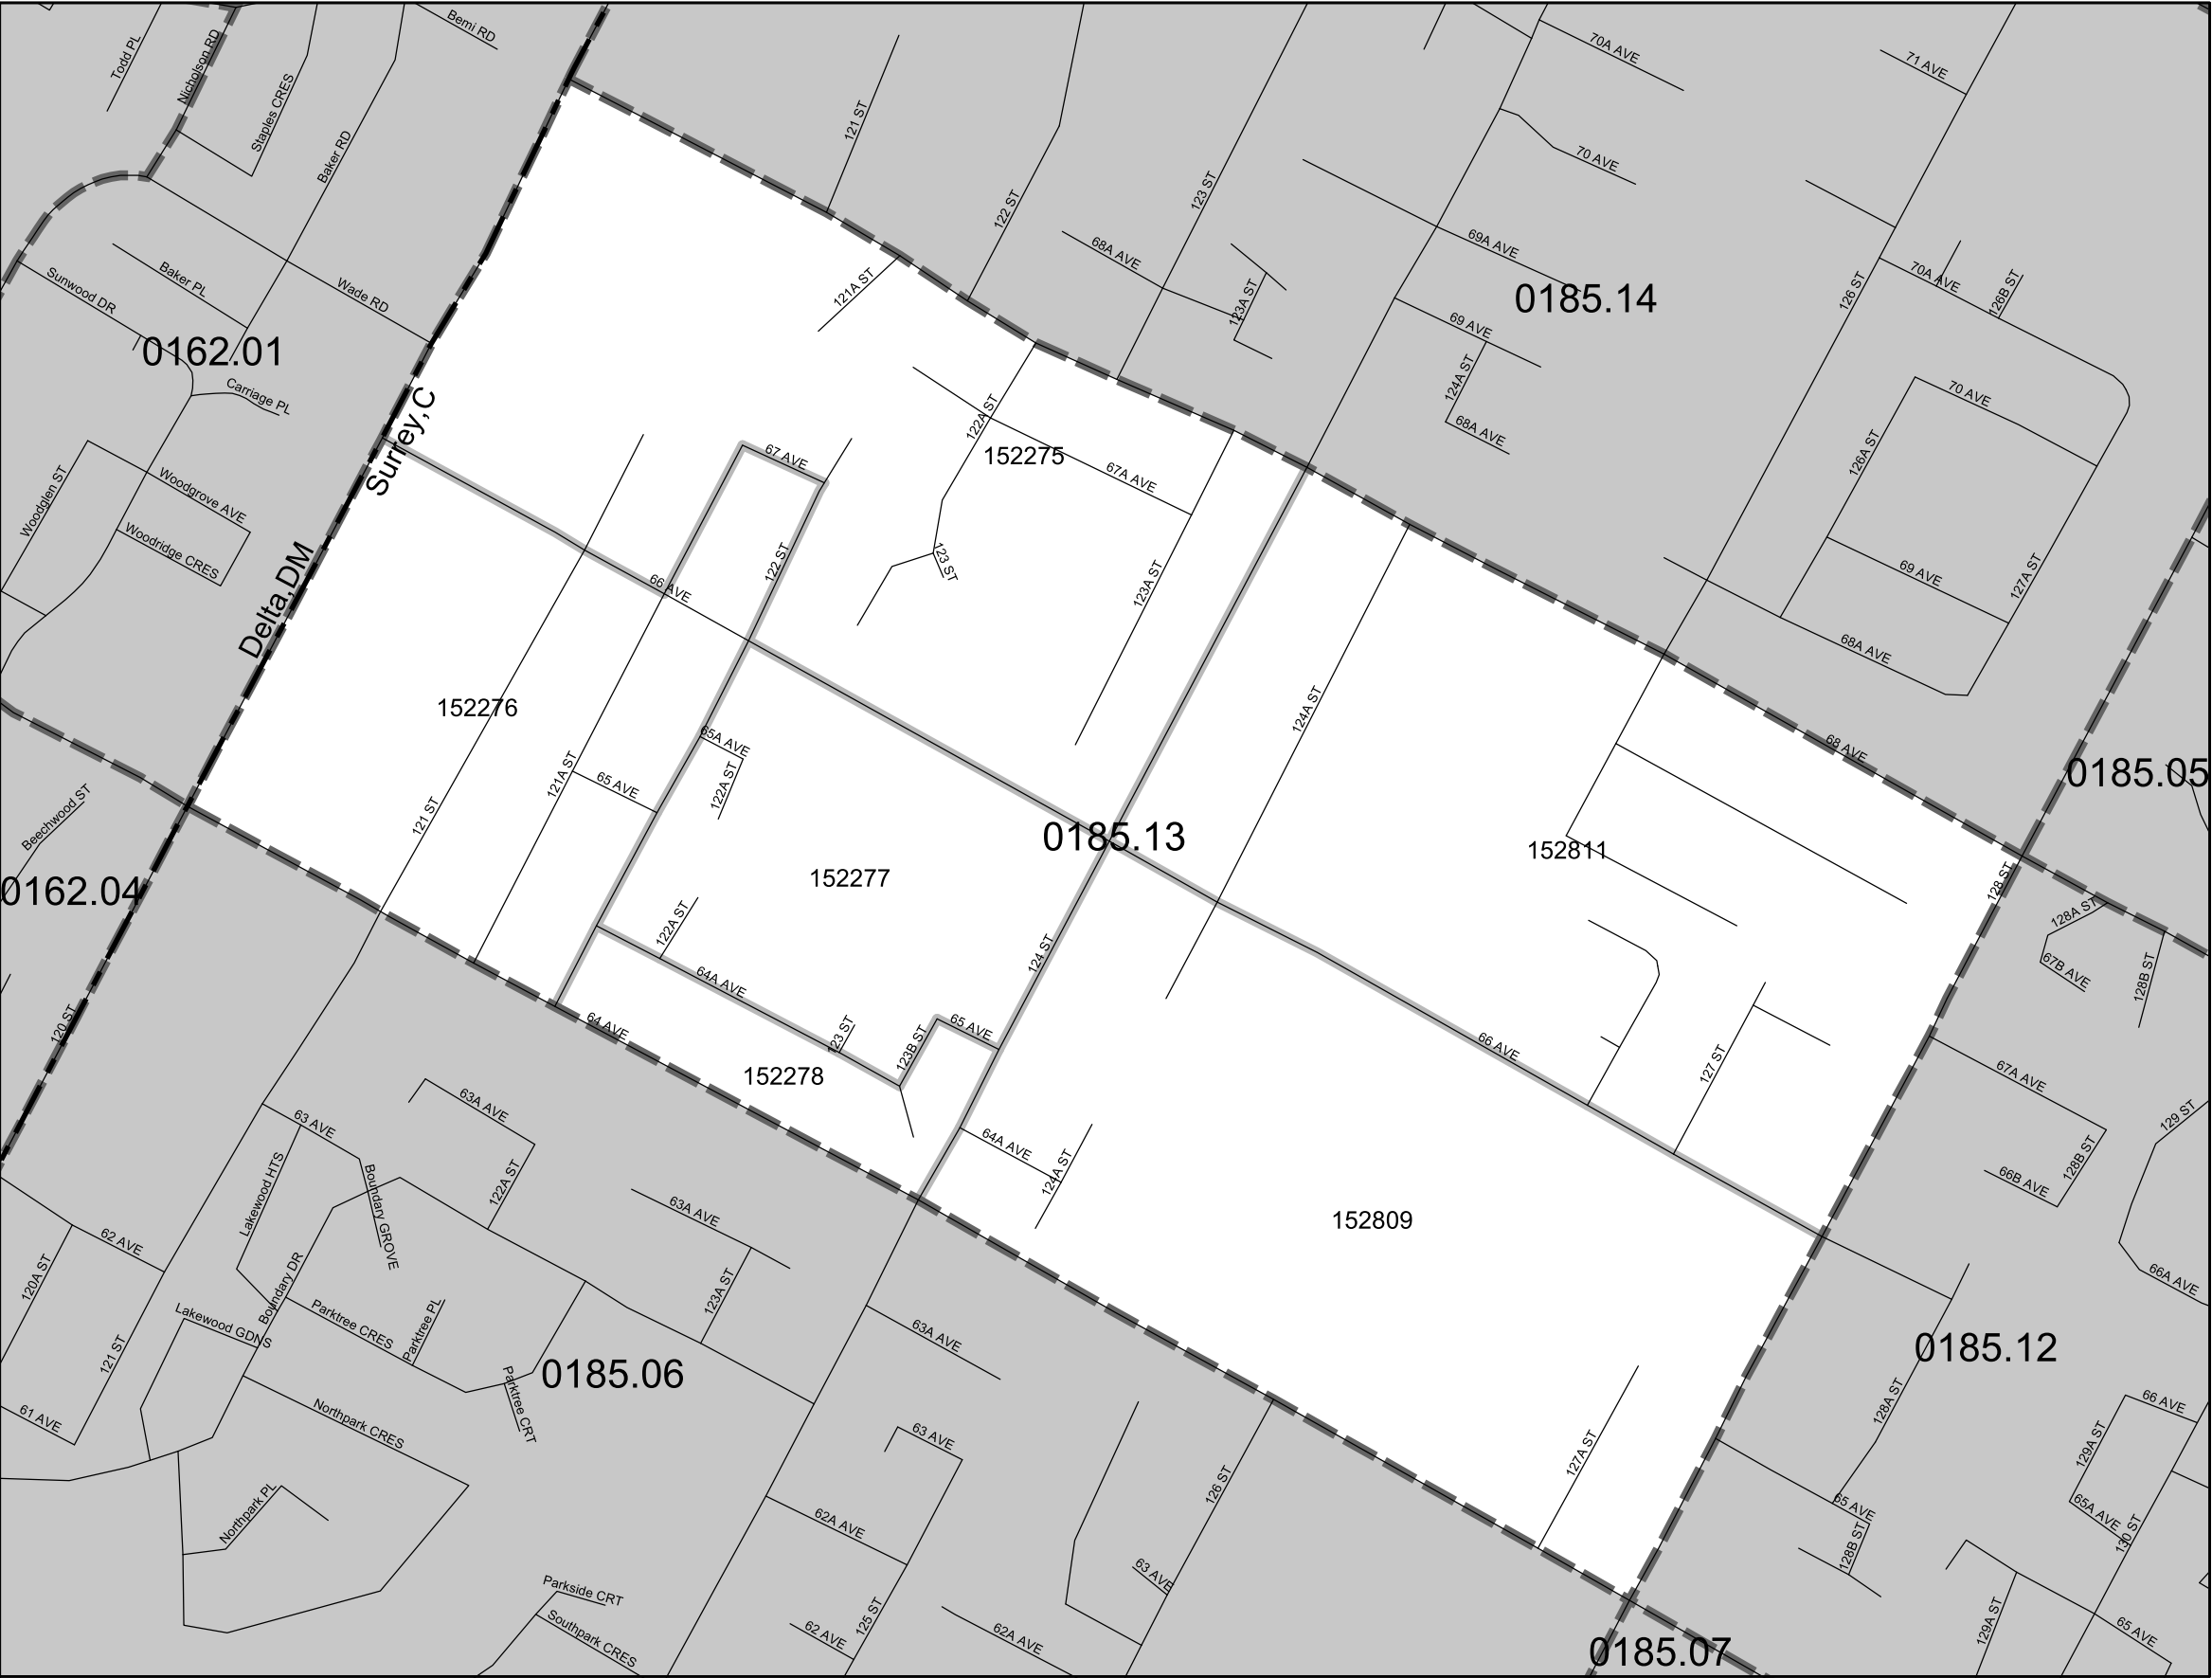 Todd PL
Nicholson RD
Staples CRES
Baker RD
Bemi RD
121 ST
122 ST
123 ST
70A AVE
70 AVE
71 AVE
68A AVE
69A AVE
123A ST
0185.14
69 AVE
124A ST
68A AVE
126 ST
70A AVE
126B ST
70 AVE
126A ST
69 AVE
127A ST
68A AVE
Baker PL
Sunwood DR
Wade RD
0162.01
Carriage PL
Surrey,C
Delta,DM
Woodglen ST
Woodgrove AVE
Woodridge CRES
121A ST
122A ST
152275
67A AVE
67 AVE
122 ST
123 ST
123A ST
66 AVE
124A ST
152276
65A AVE
122A ST
65 AVE
121A ST
121 ST
68 AVE
0185.05
0185.13
152811
152277
128 ST
Beechwood ST
0162.04
120 ST
122A ST
64A AVE
124 ST
128A ST
67B AVE
128B ST
64 AVE
123 ST
123B ST
65 AVE
66 AVE
127 ST
152278
67A AVE
129 ST
128B ST
66B AVE
64A AVE
124A ST
63A AVE
63 AVE
Lakewood HTS
Boundary GROVE
122A ST
63A AVE
152809
62 AVE
120A ST
Boundary DR
123A ST
66A AVE
Lakewood GDNS
Parktree CRES
Parktree PL
121 ST
63A AVE
0185.12
0185.06
Parktree CRT
61 AVE
Northpark CRES
63 AVE
128A ST
66 AVE
129A ST
127A ST
126 ST
65A AVE
65 AVE
130 ST
Northpark PL
62A AVE
128B ST
63 AVE
Parkside CRT
Southpark CRES
125 ST
62 AVE
62A AVE
129A ST
65 AVE
0185.07